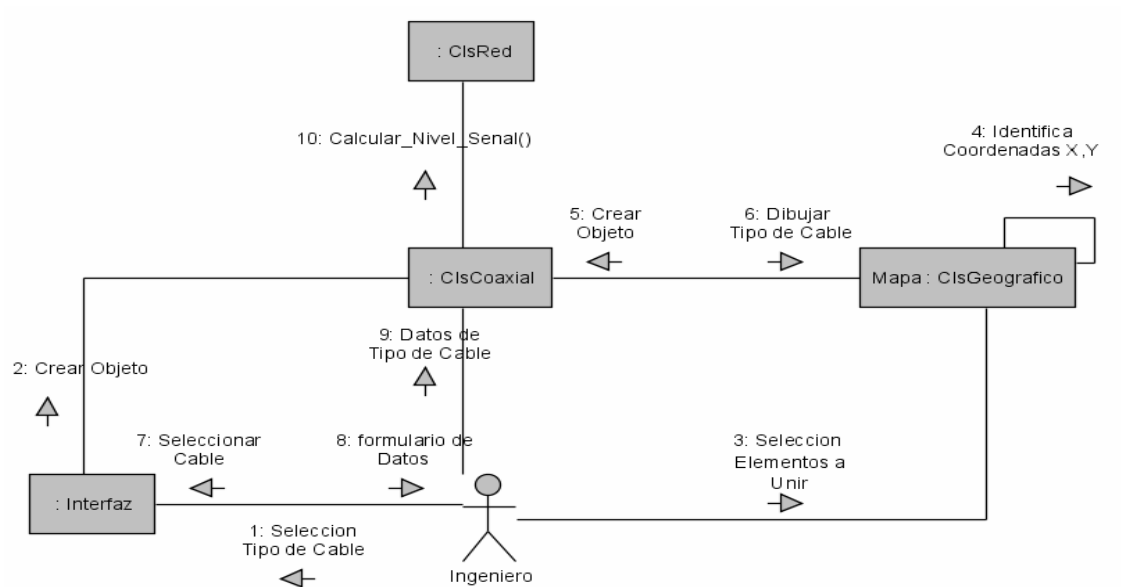 : ClsRed
10: Calcular_Nivel_Senal()
4: Identifica
Coordenadas X,Y
5: Crear
Objeto
6: Dibujar
Tipo de Cable
: ClsCoaxial
Mapa : ClsGeografico
9: Datos de
Tipo de Cable
2: Crear Objeto
7: Seleccionar
Cable
8: formulario de
Datos
3: Seleccion
Elementos a
Unir
: Interfaz
1: Seleccion
Tipo de Cable
Ingeniero